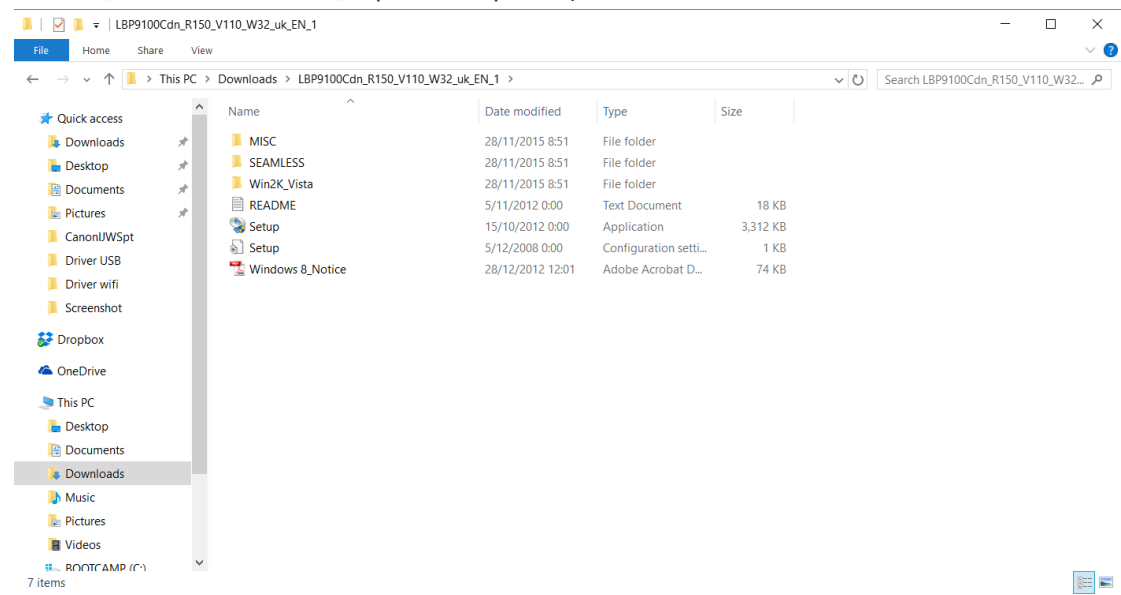 LBP9100Cdn_R150_V110_W32_uk_EN_1
File Home Share View
This PC > Downloads > LBP9100Cdn_R150_V110_W32_uk_EN_1 >
Search LBP9100Cdn_R150_V110_W32...
Name Date modified Type Size
MISC 28/11/2015 8:51 File folder
SEAMLESS 28/11/2015 8:51 File folder
Win2K_Vista 28/11/2015 8:51 File folder
README 5/11/2012 0:00 Text Document 18 KB
Setup 15/10/2012 0:00 Application 3,312 KB
Setup 5/12/2008 0:00 Configuration setti... 1 KB
Windows 8_Notice 28/12/2012 12:01 Adobe Acrobat D... 74 KB
Quick access
Downloads
Desktop
Documents
Pictures
CanonIJWSpt
Driver USB
Driver wifi
Screenshot
Dropbox
OneDrive
This PC
Desktop
Documents
Downloads
Music
Pictures
Videos
BOOTCAMP (C:)
7 items